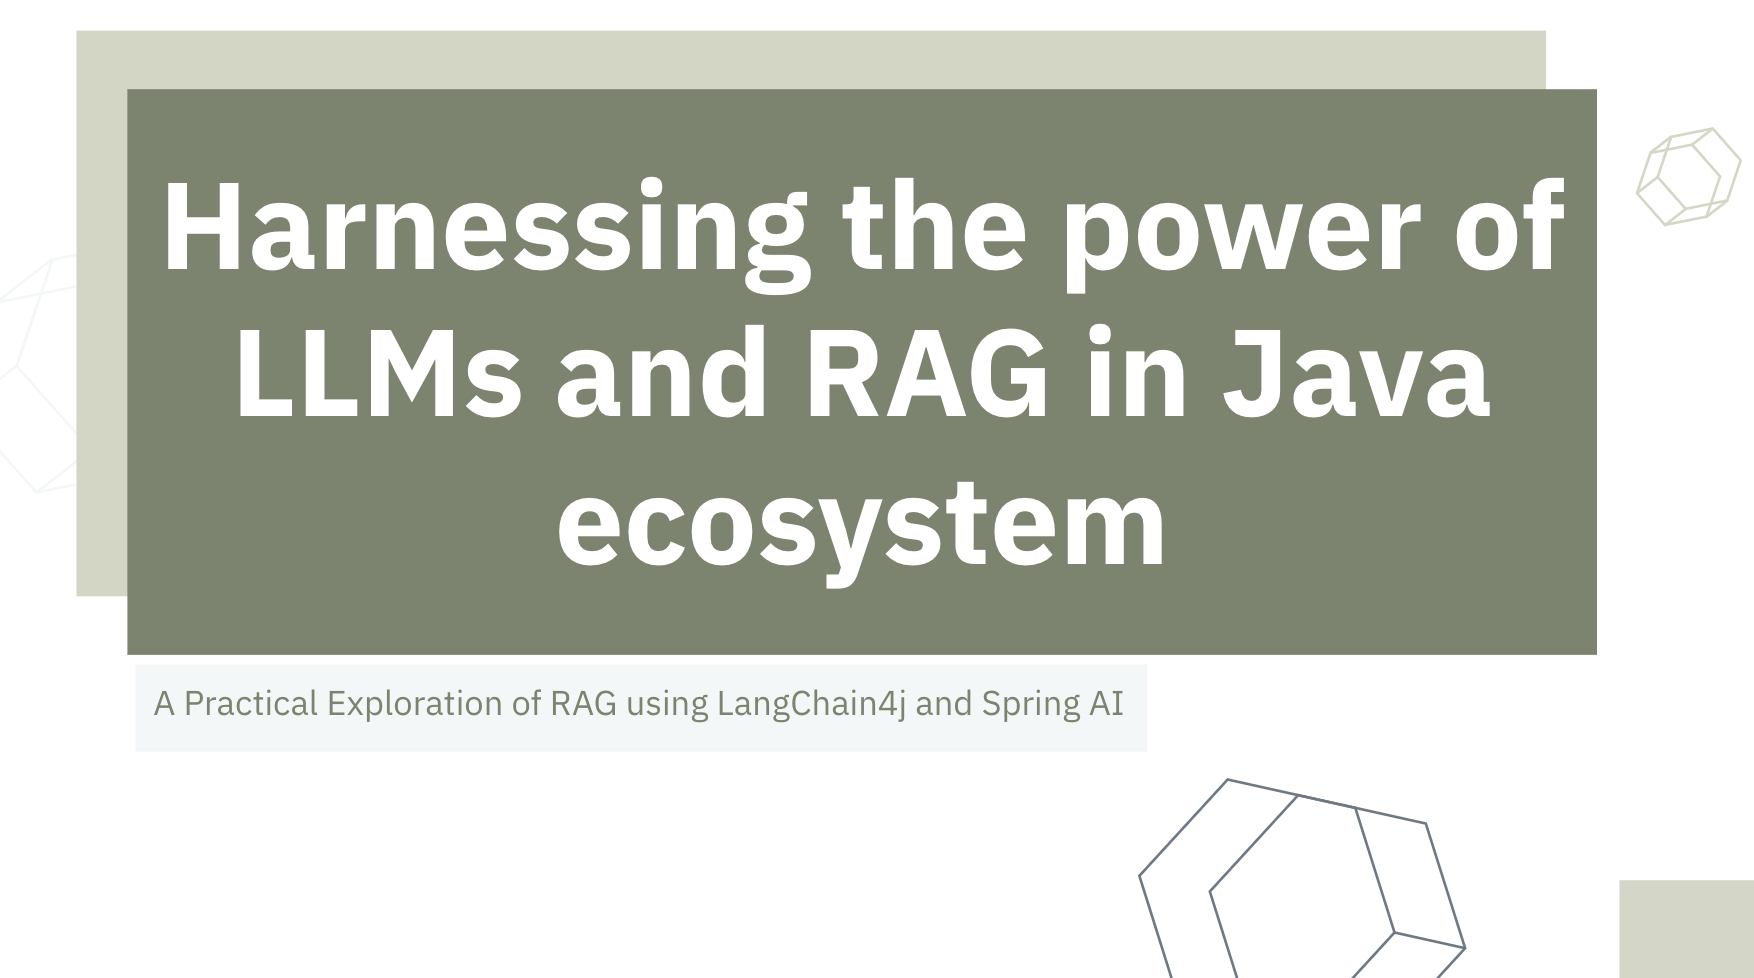 Harnessing the power of
LLMs and RAG in Java
ecosystem
A Practical Exploration of RAG using LangChain4j and Spring AI